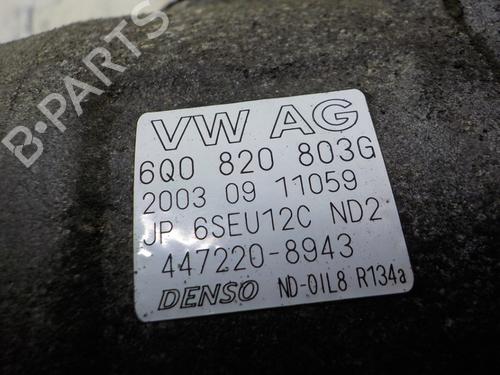 B-Parts
VW AG
6Q0 820 803G
2003 09 11059
JP 6SEU12C ND2
447220-8943
DENSO ND-OIL8 R134a